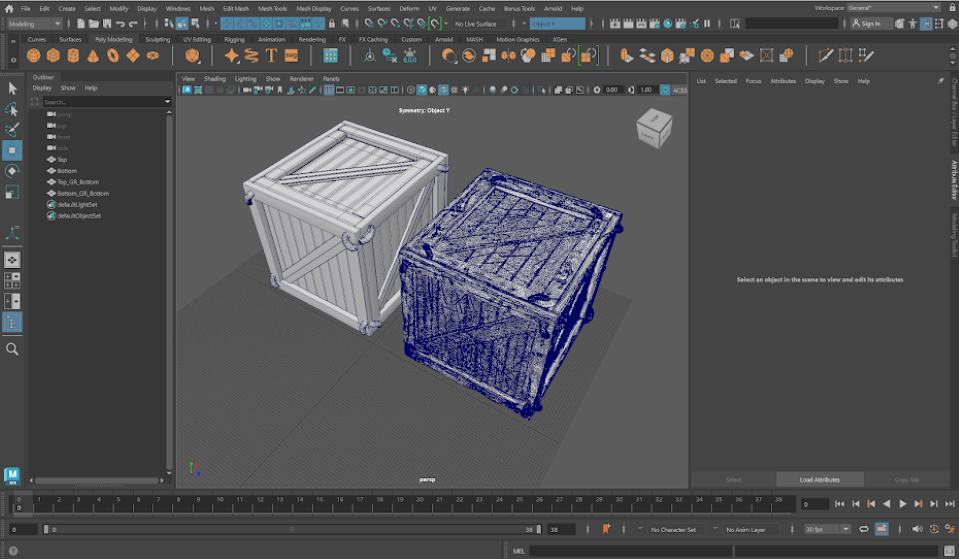 File Edit Create Select Modify Display Windows Mesh Edit Mesh Mesh Tools Mesh Display Curves Surfaces Deform UV Generate Cache Bonus Tools Arnold Help
Workspace: General*
Modeling
No Live Surface
Object Y
Sign In
Curves Surfaces Poly Modeling Sculpting UV Editing Rigging Animation Rendering FX FX Caching Custom Arnold MASH Motion Graphics XGen
Outliner
Display Show Help
Search...
persp
top
front
side
Top
Bottom
Top_GR_Bottom
Bottom_GR_Bottom
defaultLightSet
defaultObjectSet
View Shading Lighting Show Renderer Panels
0.00 1.00 ACES
Symmetry: Object Y
persp
List Selected Focus Attributes Display Show Help
Select an object in the scene to view and edit its attributes
Select Load Attributes Copy Tab
Channel Box / Layer Editor
Attribute Editor
Modeling Toolkit
0 1 2 3 4 5 6 7 8 9 10 11 12 13 14 15 16 17 18 19 20 21 22 23 24 25 26 27 28 29 30 31 32 33 34 35 36 37 38
0
0
0 0 38 38 No Character Set No Anim Layer 30 fps
MEL